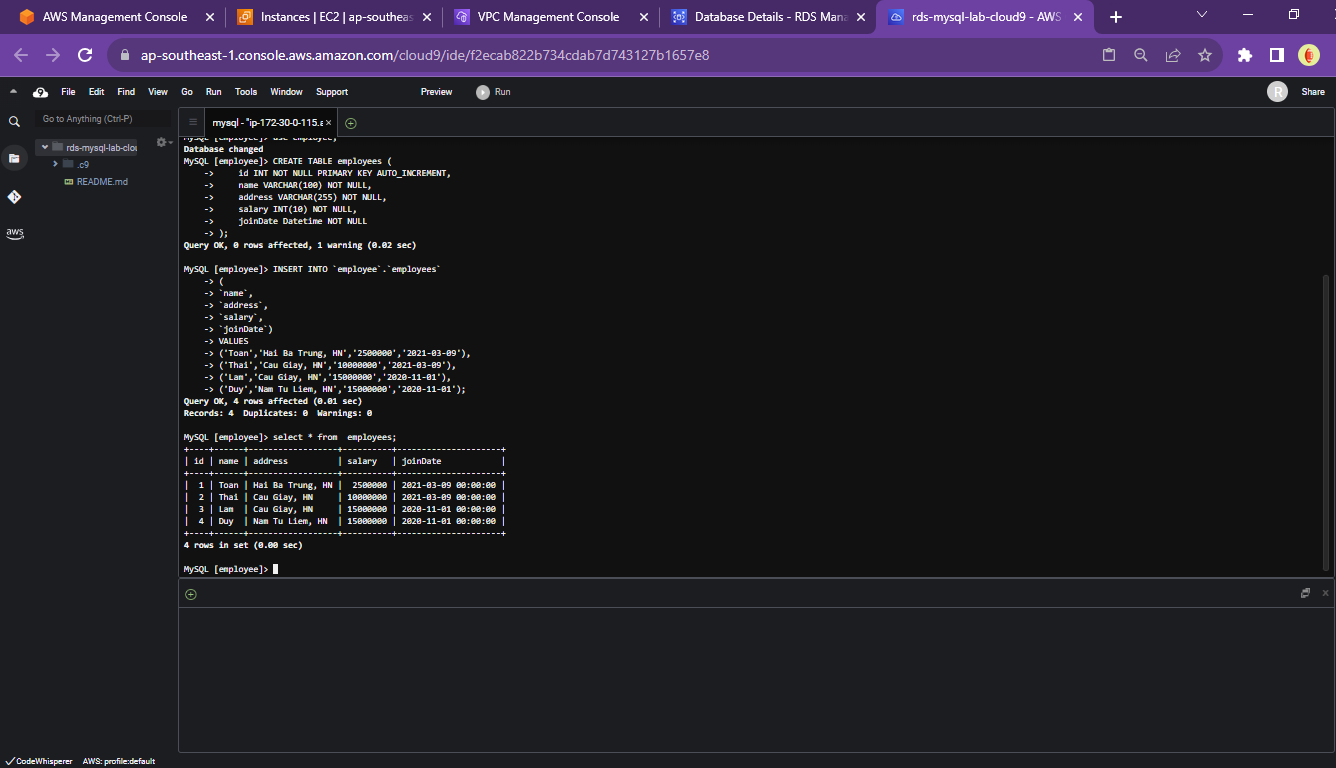 AWS Management Console
Instances | EC2 | ap-southeas
VPC Management Console
Database Details - RDS Mana
rds-mysql-lab-cloud9 - AWS
ap-southeast-1.console.aws.amazon.com/cloud9/ide/f2ecab822b734cdab7d743127b1657e8
File Edit Find View Go Run Tools Window Support Preview Run R Share
Go to Anything (Ctrl-P)
mysql - "ip-172-30-0-115.a
rds-mysql-lab-clou
.c9
README.md
aws
MySQL [employee]> use employee;
Database changed
MySQL [employee]> CREATE TABLE employees (
-> id INT NOT NULL PRIMARY KEY AUTO_INCREMENT,
-> name VARCHAR(100) NOT NULL,
-> address VARCHAR(255) NOT NULL,
-> salary INT(10) NOT NULL,
-> joinDate Datetime NOT NULL
-> );
Query OK, 0 rows affected, 1 warning (0.02 sec)
MySQL [employee]> INSERT INTO `employee`.`employees`
-> (
-> `name`,
-> `address`,
-> `salary`,
-> `joinDate`)
-> VALUES
-> ('Toan','Hai Ba Trung, HN','2500000','2021-03-09'),
-> ('Thai','Cau Giay, HN','10000000','2021-03-09'),
-> ('Lam','Cau Giay, HN','15000000','2020-11-01'),
-> ('Duy','Nam Tu Liem, HN','15000000','2020-11-01');
Query OK, 4 rows affected (0.01 sec)
Records: 4  Duplicates: 0  Warnings: 0
MySQL [employee]> select * from  employees;
+----+------+------------------+----------+---------------------+
| id | name | address          | salary   | joinDate            |
+----+------+------------------+----------+---------------------+
|  1 | Toan | Hai Ba Trung, HN |  2500000 | 2021-03-09 00:00:00 |
|  2 | Thai | Cau Giay, HN     | 10000000 | 2021-03-09 00:00:00 |
|  3 | Lam  | Cau Giay, HN     | 15000000 | 2020-11-01 00:00:00 |
|  4 | Duy  | Nam Tu Liem, HN  | 15000000 | 2020-11-01 00:00:00 |
+----+------+------------------+----------+---------------------+
4 rows in set (0.00 sec)
MySQL [employee]>
CodeWhisperer AWS: profile:default